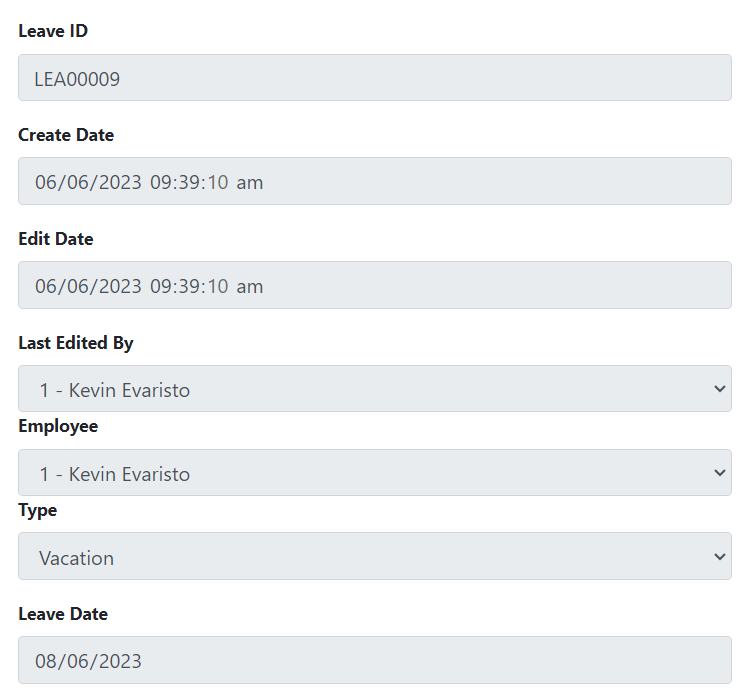 Leave ID
LEA00009
Create Date
06/06/2023 09:39:10 am
Edit Date
06/06/2023 09:39:10 am
Last Edited By
1 - Kevin Evaristo
Employee
1 - Kevin Evaristo
Type
Vacation
Leave Date
08/06/2023